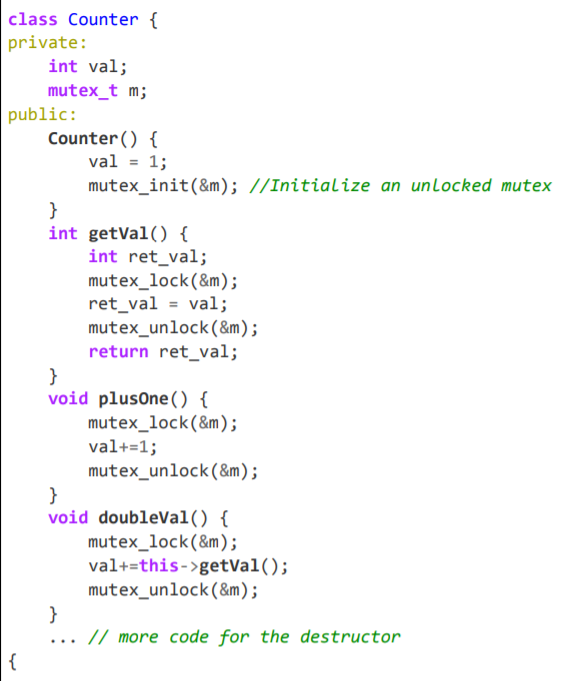 class Counter {
private:
    int val;
    mutex_t m;
public:
    Counter() {
        val = 1;
        mutex_init(&m); //Initialize an unlocked mutex
    }
    int getVal() {
        int ret_val;
        mutex_lock(&m);
        ret_val = val;
        mutex_unlock(&m);
        return ret_val;
    }
    void plusOne() {
        mutex_lock(&m);
        val+=1;
        mutex_unlock(&m);
    }
    void doubleVal() {
        mutex_lock(&m);
        val+=this->getVal();
        mutex_unlock(&m);
    }
    ... // more code for the destructor
{